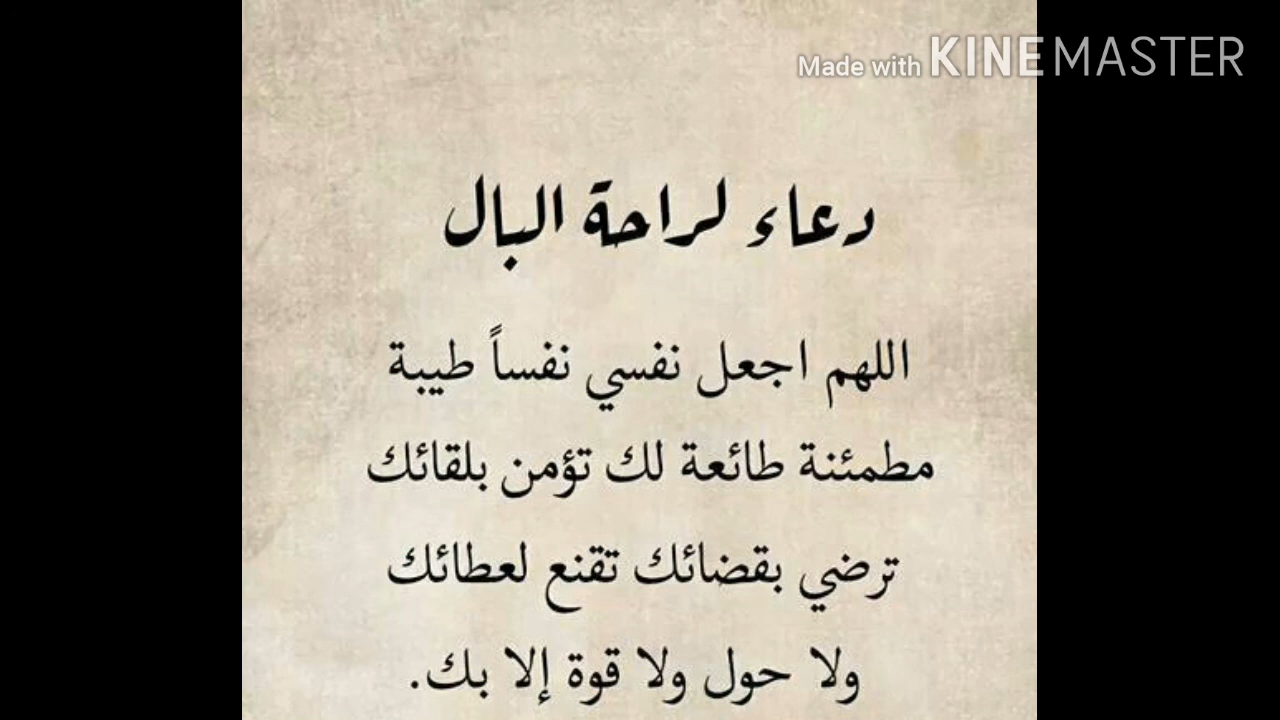 Made with KINEMASTER
دعاء لراحة البال
اللهم اجعل نفسي نفساً طيبة
مطمئنة طائعة لك تؤمن بلقائك
ترضي بقضائك تقنع لعطائك
ولا حول ولا قوة إلا بك.